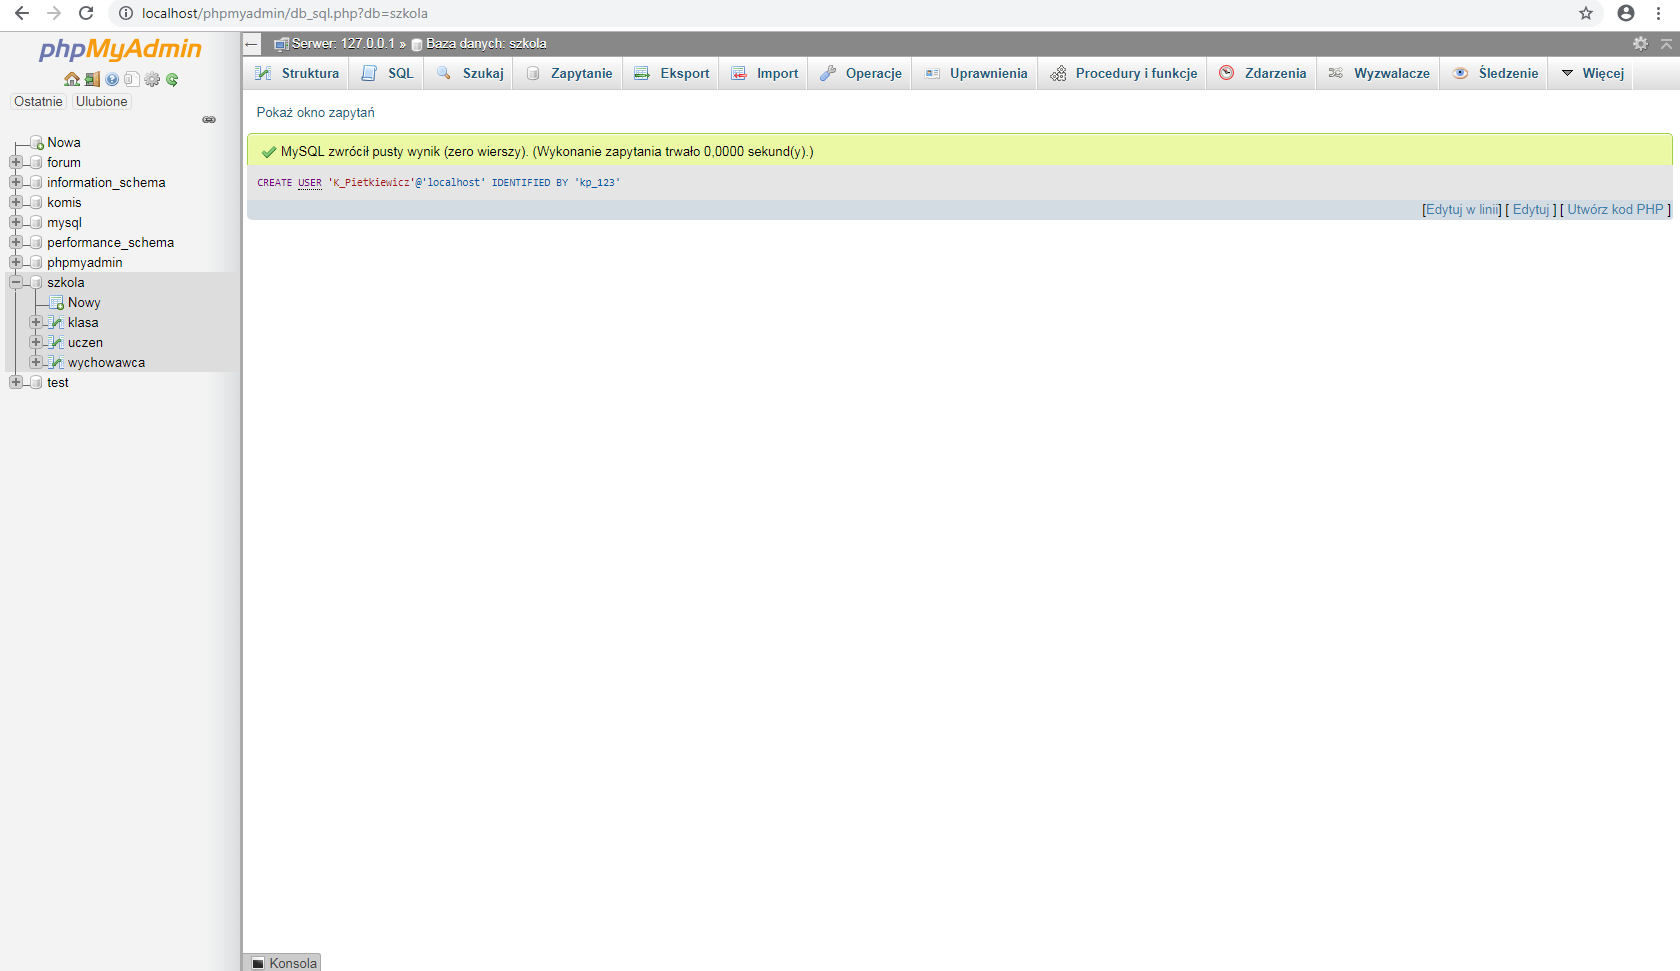 localhost/phpmyadmin/db_sql.php?db=szkola
phpMyAdmin
Ostatnie Ulubione
Nowa
forum
information_schema
komis
mysql
performance_schema
phpmyadmin
szkola
Nowy
klasa
uczen
wychowawca
test
Serwer: 127.0.0.1 » Baza danych: szkola
Struktura SQL Szukaj Zapytanie Eksport Import Operacje Uprawnienia Procedury i funkcje Zdarzenia Wyzwalacze Śledzenie Więcej
Pokaż okno zapytań
MySQL zwrócił pusty wynik (zero wierszy). (Wykonanie zapytania trwało 0,0000 sekund(y).)
CREATE USER 'K_Pietkiewicz'@'localhost' IDENTIFIED BY 'kp_123'
[Edytuj w linii] [ Edytuj ] [ Utwórz kod PHP ]
Konsola